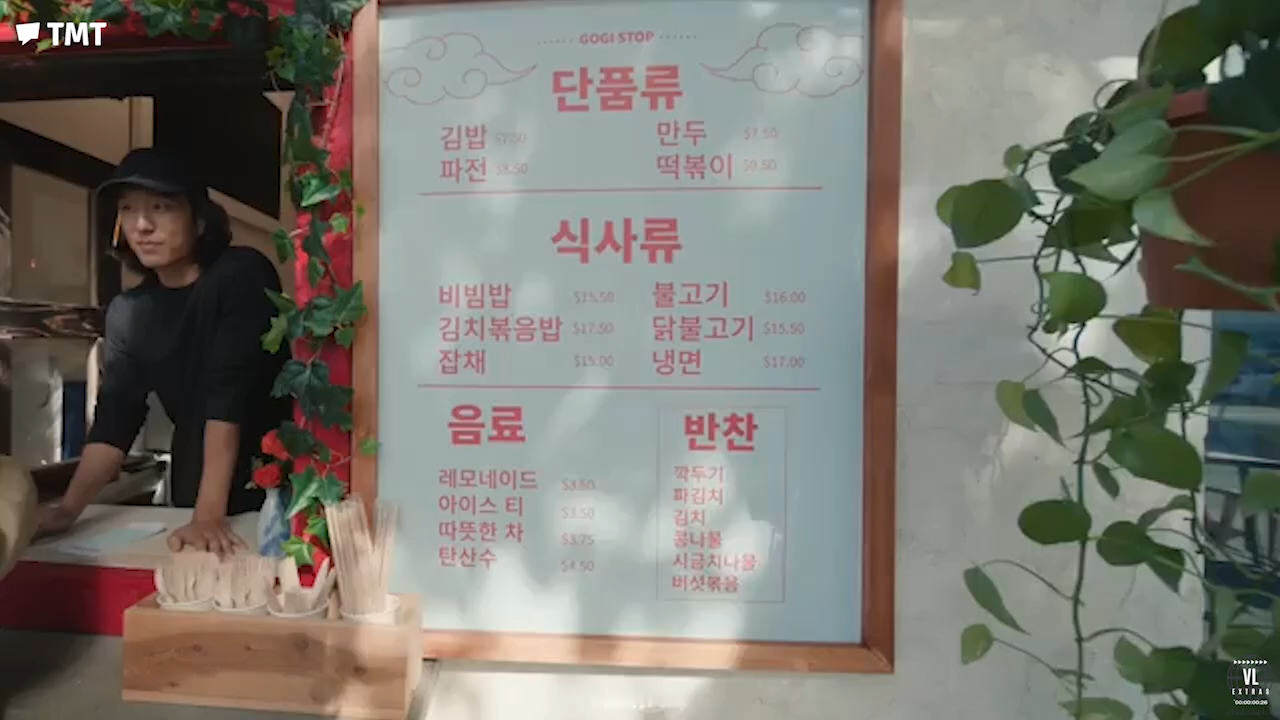 TMT
GOGI STOP
단품류
김밥 $7.50 만두 $7.50
파전 $8.50 떡볶이 $9.50
식사류
비빔밥 $15.50 불고기 $16.00
김치볶음밥 $17.50 닭불고기 $15.50
잡채 $15.00 냉면 $17.00
음료
레모네이드 $3.50
아이스 티 $3.50
따뜻한 차 $3.75
탄산수 $4.50
반찬
깍두기
파김치
김치
콩나물
시금치나물
버섯볶음
VL
EXTRAS
00:00:00:26